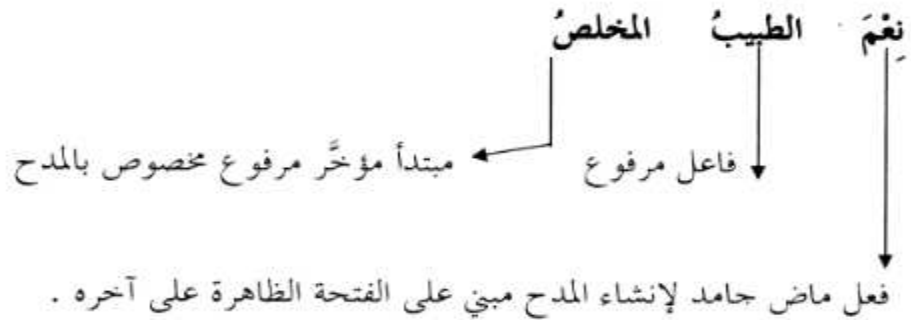 نِعْمَ الطبيبُ المخلصُ
فاعل مرفوع مبتدأ مؤخَّر مرفوع مخصوص بالمدح
فعل ماض جامد لإنشاء المدح مبني على الفتحة الظاهرة على آخره .